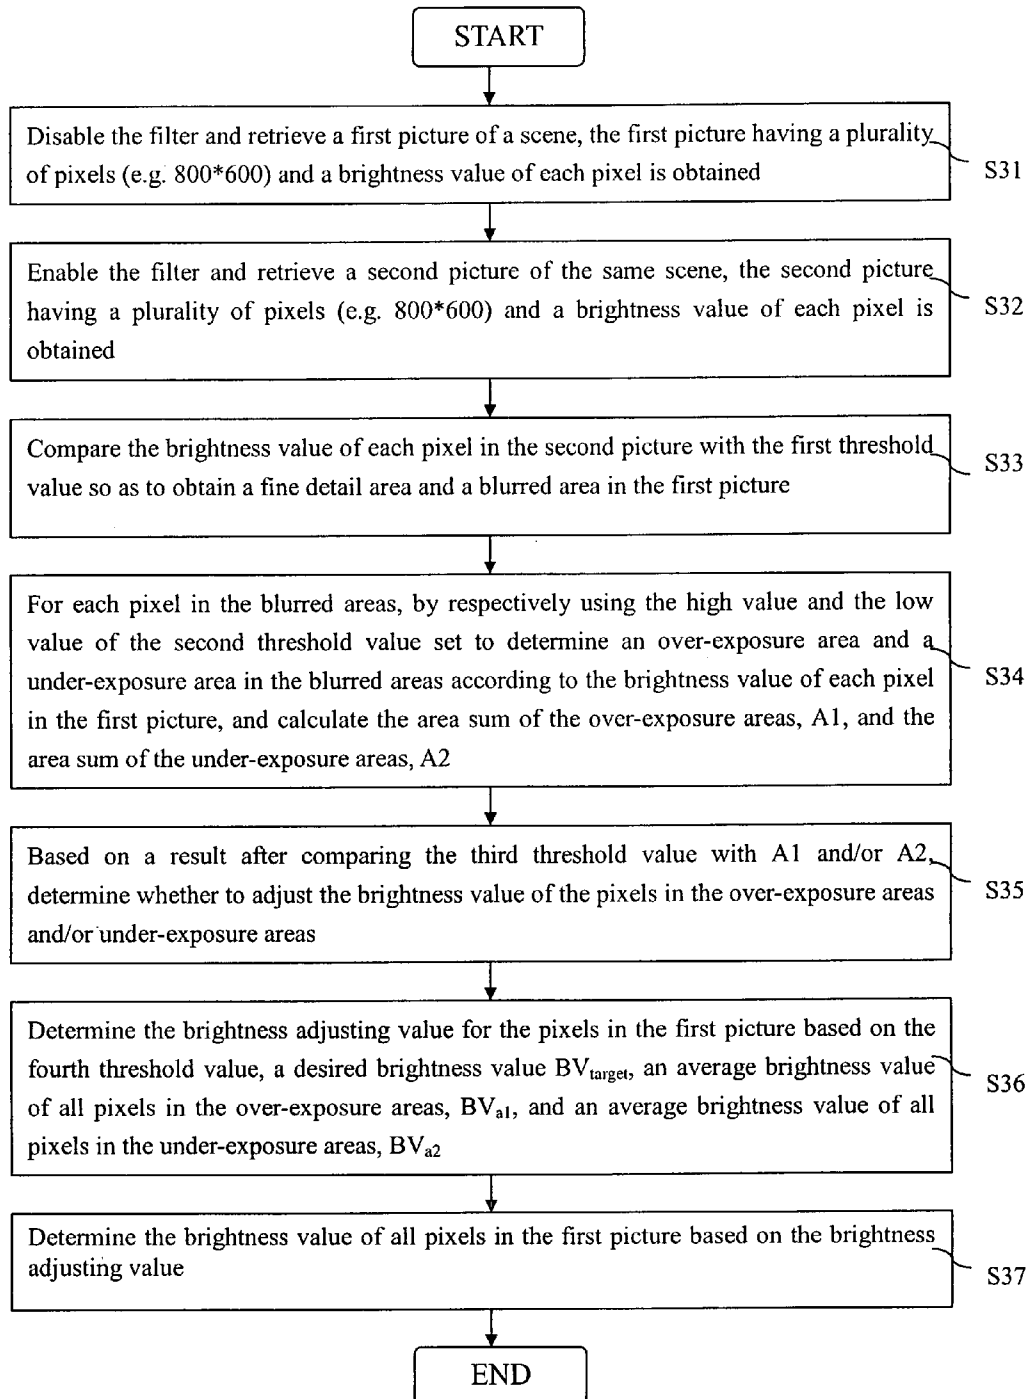 START
Disable the filter and retrieve a first picture of a scene, the first picture having a plurality
of pixels (e.g. 800*600) and a brightness value of each pixel is obtained
S31
Enable the filter and retrieve a second picture of the same scene, the second picture
having a plurality of pixels (e.g. 800*600) and a brightness value of each pixel is
obtained
S32
Compare the brightness value of each pixel in the second picture with the first threshold
value so as to obtain a fine detail area and a blurred area in the first picture
S33
For each pixel in the blurred areas, by respectively using the high value and the low
value of the second threshold value set to determine an over-exposure area and a
under-exposure area in the blurred areas according to the brightness value of each pixel
in the first picture, and calculate the area sum of the over-exposure areas, A1, and the
area sum of the under-exposure areas, A2
S34
Based on a result after comparing the third threshold value with A1 and/or A2,
determine whether to adjust the brightness value of the pixels in the over-exposure areas
and/or under-exposure areas
S35
Determine the brightness adjusting value for the pixels in the first picture based on the
fourth threshold value, a desired brightness value BVtarget, an average brightness value
of all pixels in the over-exposure areas, BVa1, and an average brightness value of all
pixels in the under-exposure areas, BVa2
S36
Determine the brightness value of all pixels in the first picture based on the brightness
adjusting value
S37
END